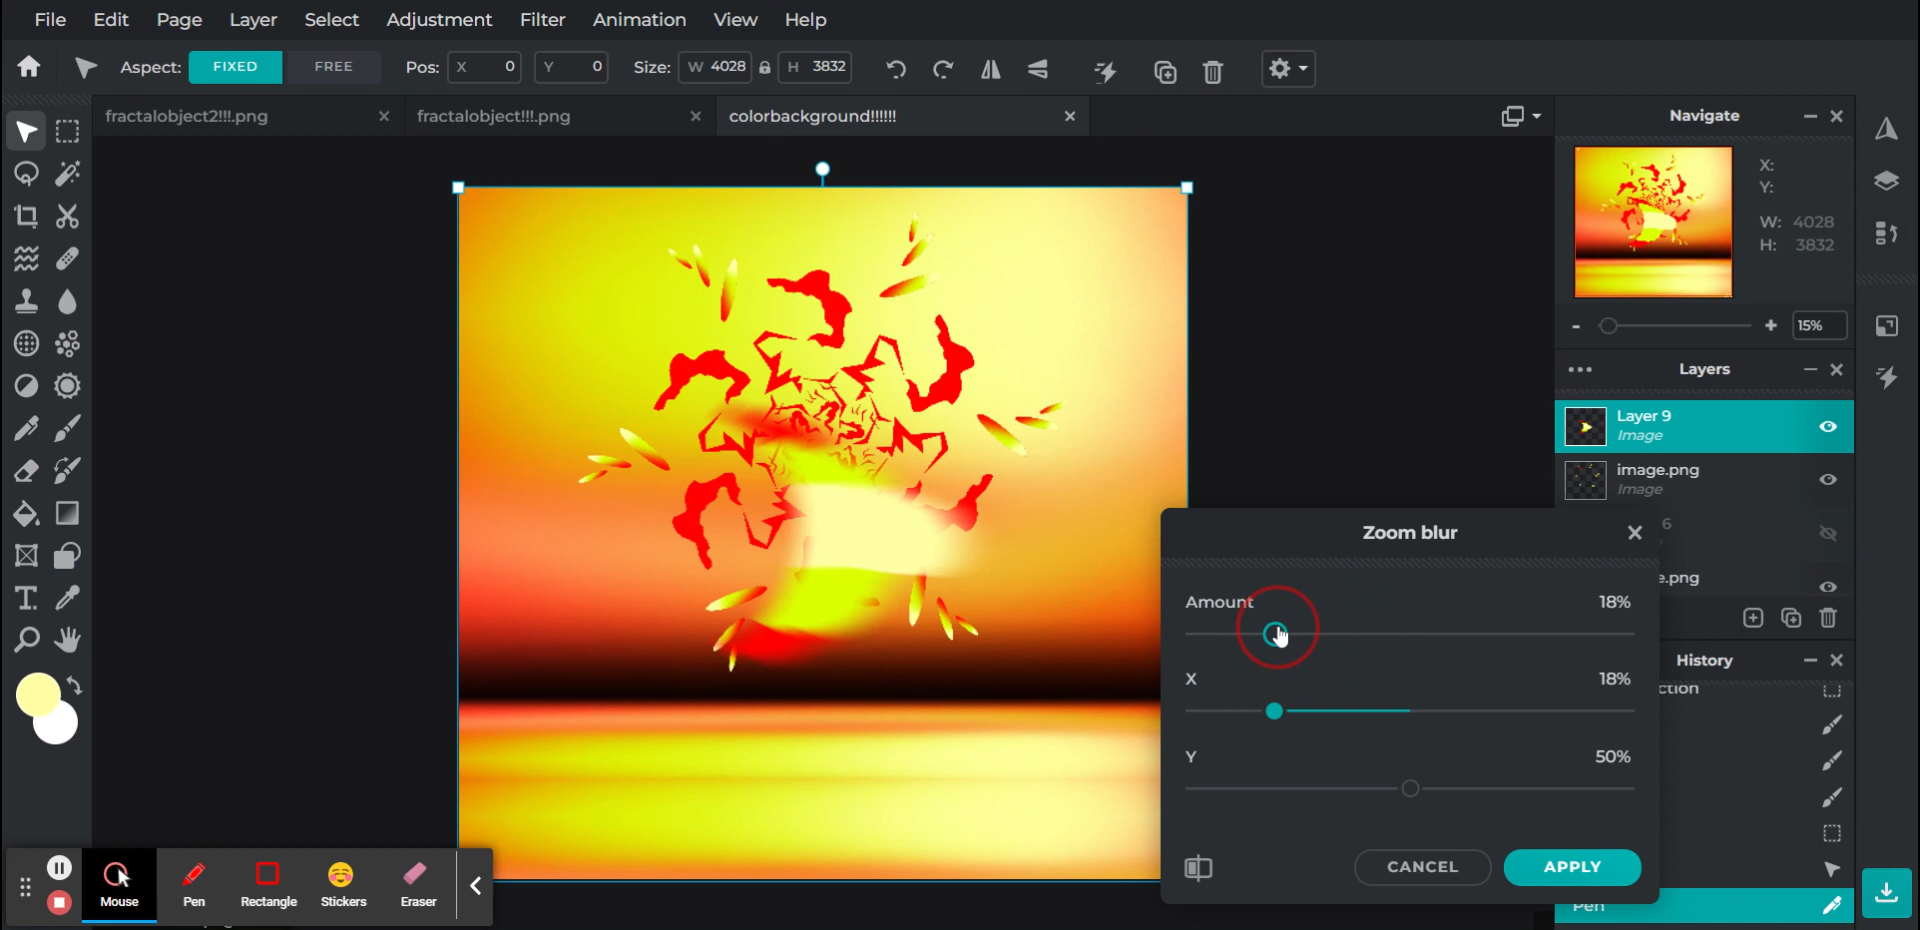 File Edit Page Layer Select Adjustment Filter Animation View Help
Aspect: FIXED FREE Pos: X 0 Y 0 Size: W 4028 H 3832
fractalobject2!!!.png fractalobject!!!.png colorbackground!!!!!!
Navigate
X:
Y:
W: 4028
H: 3832
- + 15%
Layers
Layer 9
Image
image.png
Image
6
e.png
Zoom blur
Amount 18%
X 18%
Y 50%
CANCEL APPLY
History
ction
Pen
Mouse Pen Rectangle Stickers Eraser